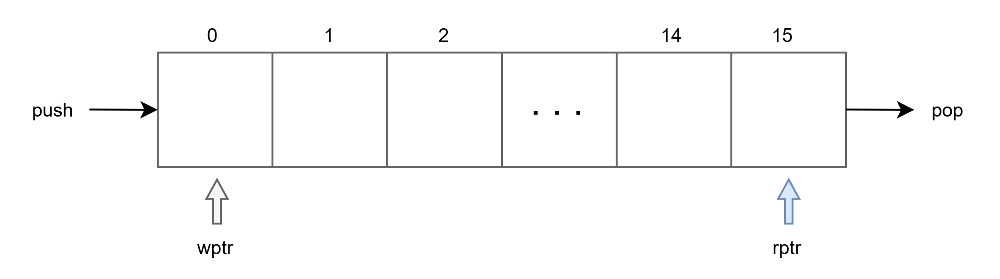 0 1 2 14 15
push . . . pop
wptr rptr